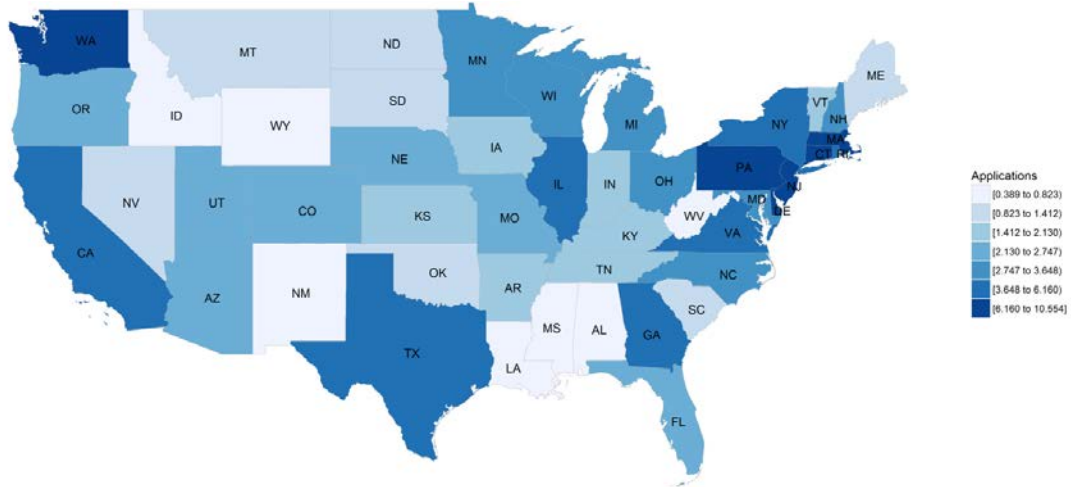 WA
MT
ND
MN
ME
OR
ID
SD
WI
VT
NH
NY
WY
MI
MA
CT RI
IA
PA
NE
NJ
NV
UT
IL
IN
OH
MD
DE
CO
KS
MO
WV
VA
CA
KY
NC
TN
OK
AZ
NM
AR
SC
MS
AL
GA
TX
LA
FL
Applications
[0.389 to 0.823)
[0.823 to 1.412)
[1.412 to 2.130)
[2.130 to 2.747)
[2.747 to 3.648)
[3.648 to 6.160)
[6.160 to 10.554]